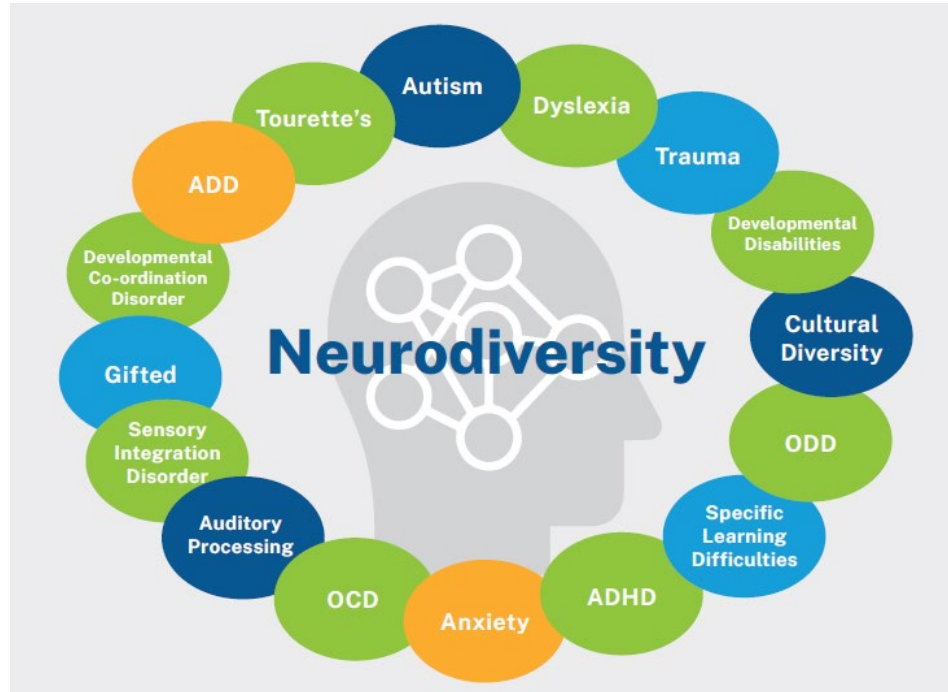 Autism
Dyslexia
Trauma
Developmental
Disabilities
Cultural
Diversity
ODD
Specific
Learning
Difficulties
ADHD
Anxiety
OCD
Auditory
Processing
Sensory
Integration
Disorder
Gifted
Developmental
Co-ordination
Disorder
ADD
Tourette’s
Neurodiversity